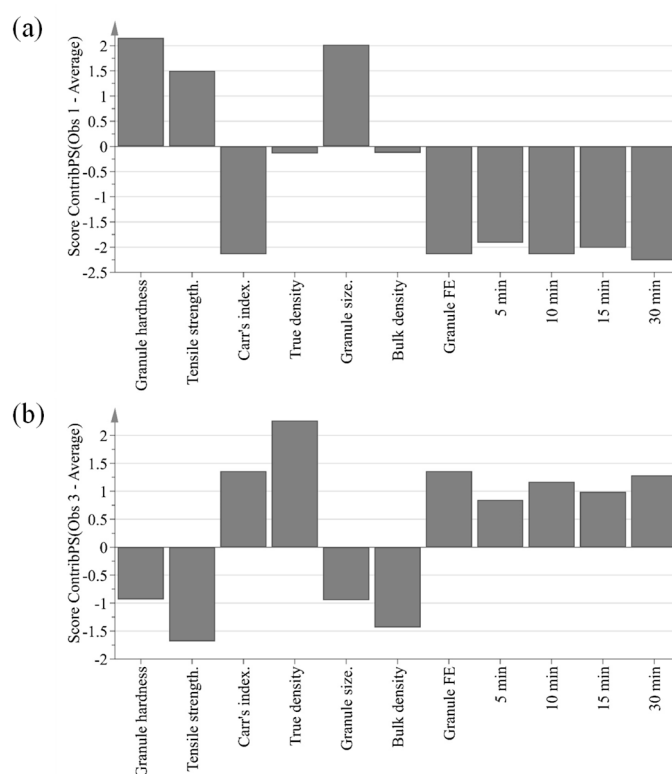 (a)
Score ContribPS(Obs 1 - Average)
2
1.5
1
0.5
0
-0.5
-1
-1.5
-2
-2.5
Granule hardness
Tensile strength.
Carr's index.
True density
Granule size.
Bulk density
Granule FE
5 min
10 min
15 min
30 min
(b)
Score ContribPS(Obs 3 - Average)
2
1.5
1
0.5
0
-0.5
-1
-1.5
-2
Granule hardness
Tensile strength.
Carr's index.
True density
Granule size.
Bulk density
Granule FE
5 min
10 min
15 min
30 min